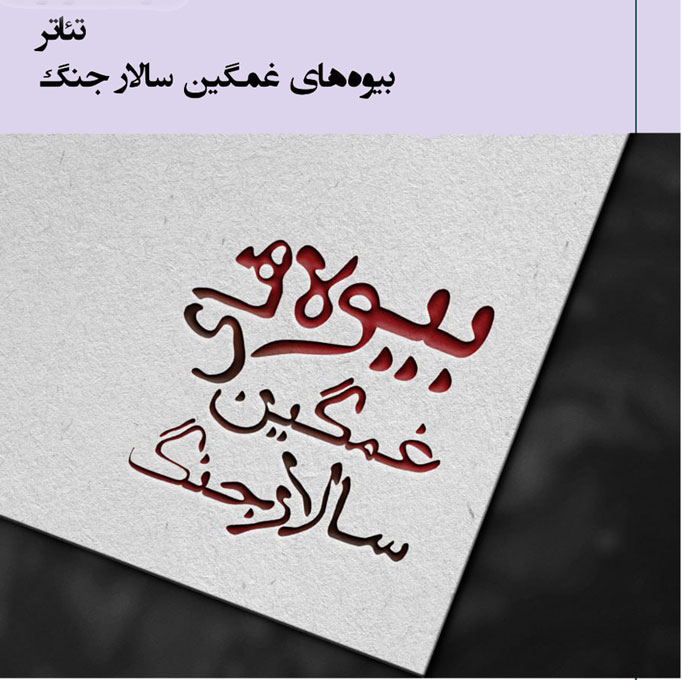 تئاتر
بیوه‌های غمگین سالار جنگ
بیوه‌های
غمگین
سالار جنگ